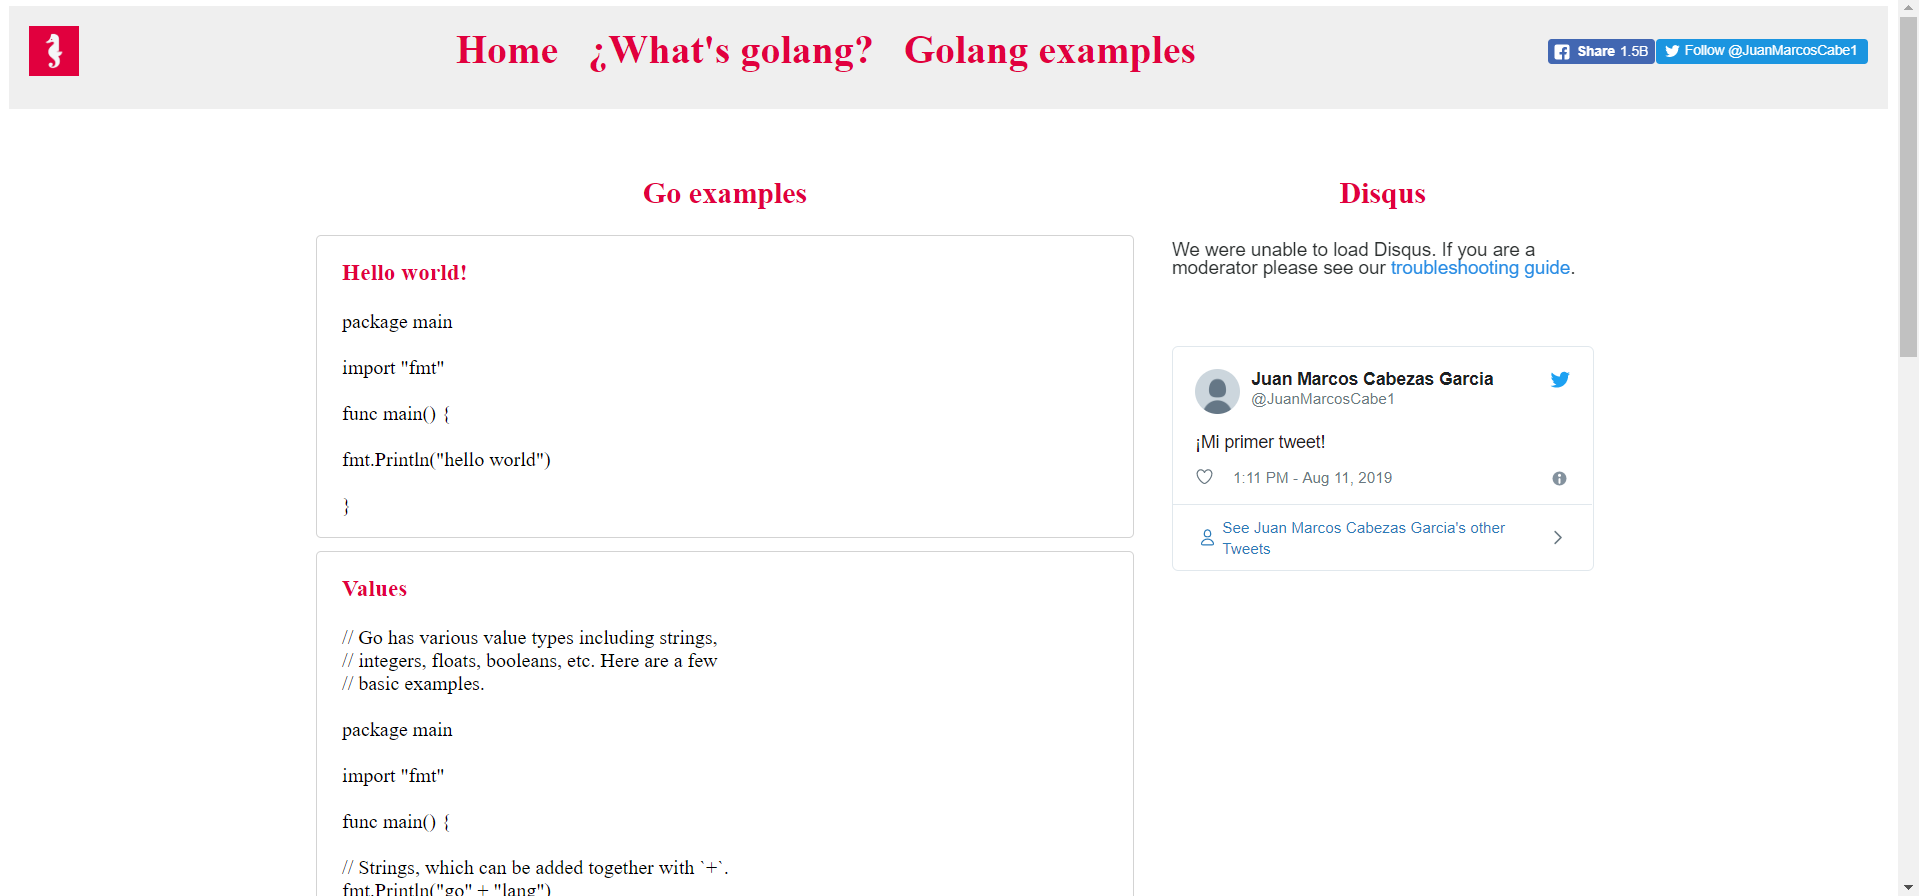 Home ¿What's golang? Golang examples
Share 1.5B
Follow @JuanMarcosCabe1
Go examples
Hello world!
package main
import "fmt"
func main() {
fmt.Println("hello world")
}
Values
// Go has various value types including strings,
// integers, floats, booleans, etc. Here are a few
// basic examples.
package main
import "fmt"
func main() {
// Strings, which can be added together with `+`.
fmt.Println("go" + "lang")
Disqus
We were unable to load Disqus. If you are a
moderator please see our troubleshooting guide.
Juan Marcos Cabezas Garcia
@JuanMarcosCabe1
¡Mi primer tweet!
1:11 PM - Aug 11, 2019
See Juan Marcos Cabezas Garcia's other
Tweets